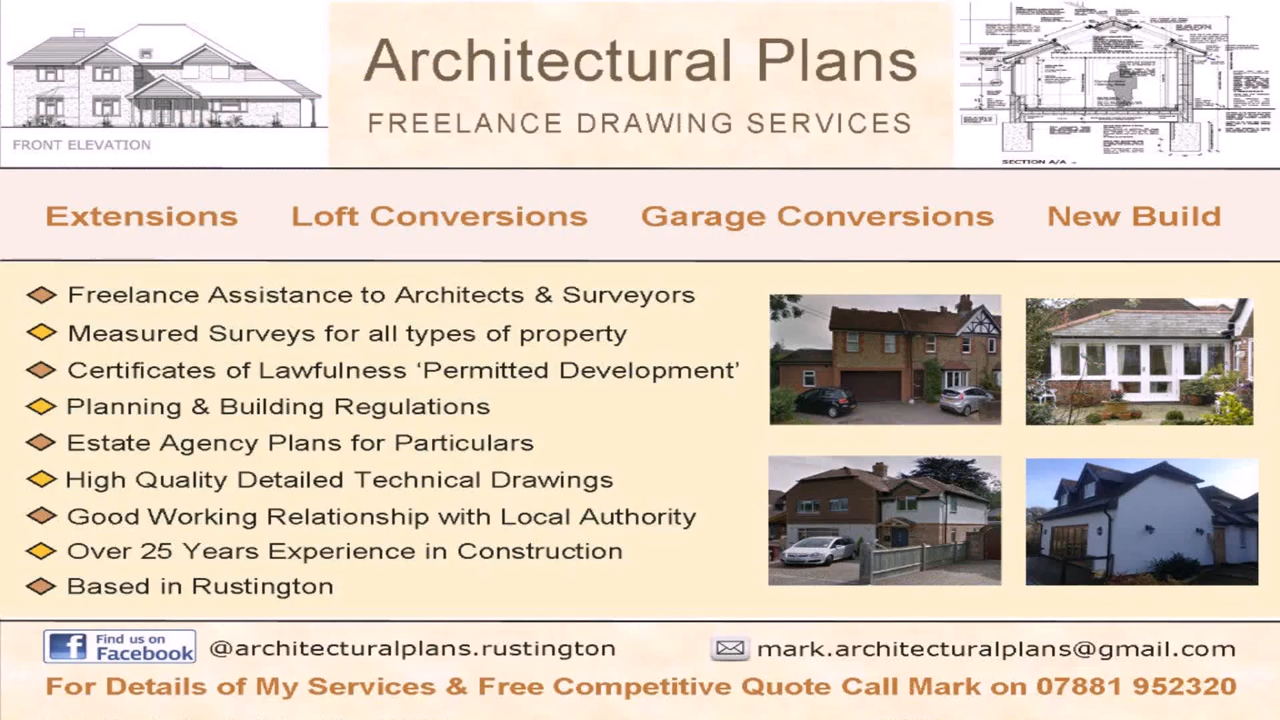 Architectural Plans
FREELANCE DRAWING SERVICES
FRONT ELEVATION
SECTION A/A
Extensions Loft Conversions Garage Conversions New Build
Freelance Assistance to Architects & Surveyors
Measured Surveys for all types of property
Certificates of Lawfulness ‘Permitted Development’
Planning & Building Regulations
Estate Agency Plans for Particulars
High Quality Detailed Technical Drawings
Good Working Relationship with Local Authority
Over 25 Years Experience in Construction
Based in Rustington
Find us on
Facebook
@architecturalplans.rustington
mark.architecturalplans@gmail.com
For Details of My Services & Free Competitive Quote Call Mark on 07881 952320